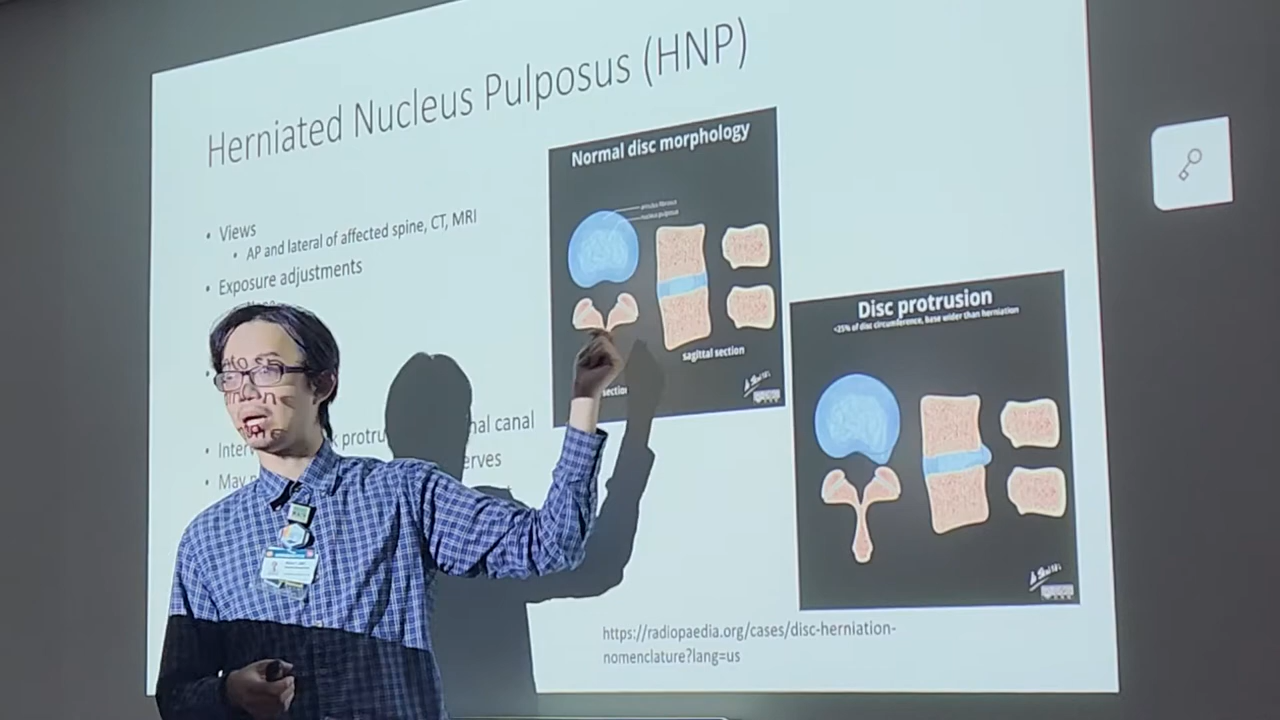 Herniated Nucleus Pulposus (HNP)
• Views
• AP and lateral of affected spine, CT, MRI
• Exposure adjustments
• Inter
protru
nal canal
• May
erves
Normal disc morphology
annulus fibrosus
nucleus pulposus
sagittal section
section
Disc protrusion
<25% of disc circumference, base wider than herniation
https://radiopaedia.org/cases/disc-herniation-
nomenclature?lang=us